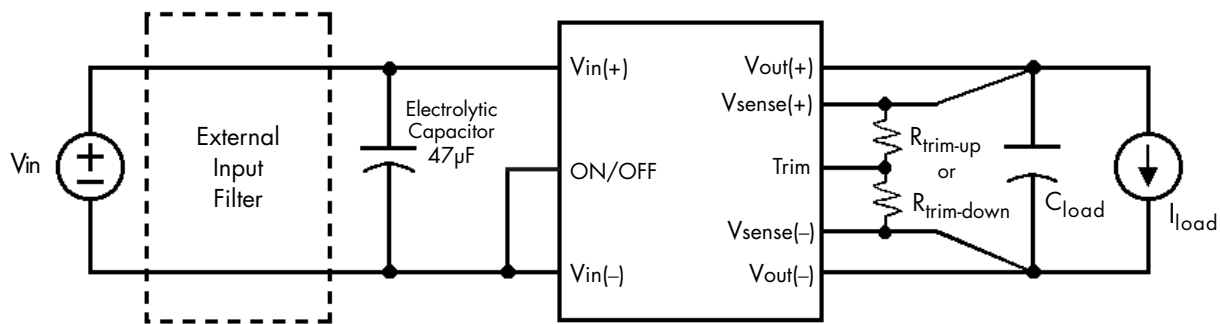 Vin
External
Input
Filter
Electrolytic
Capacitor
47µF
Vin(+)
ON/OFF
Vin(–)
Vout(+)
Vsense(+)
Trim
Vsense(–)
Vout(–)
Rtrim-up
or
Rtrim-down
Cload
Iload